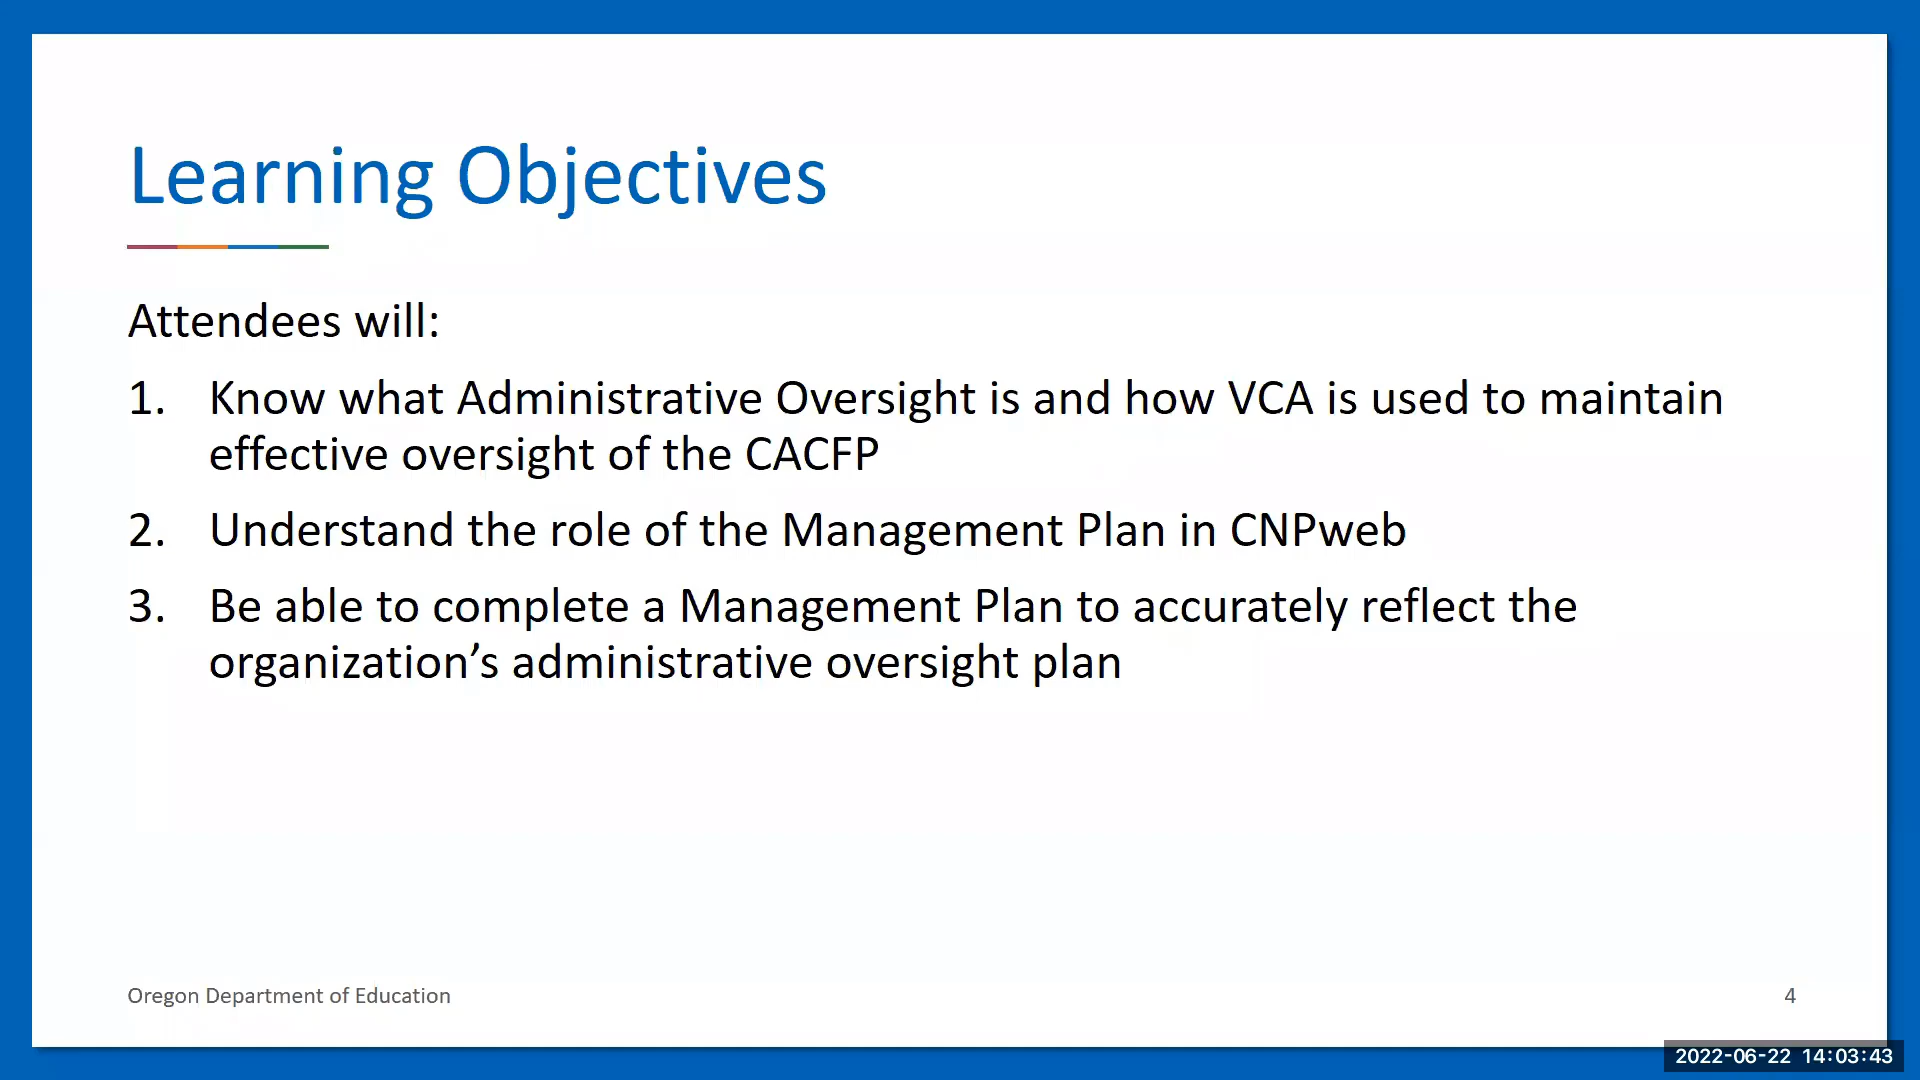 Learning Objectives
Attendees will:
1. Know what Administrative Oversight is and how VCA is used to maintain
effective oversight of the CACFP
2. Understand the role of the Management Plan in CNPweb
3. Be able to complete a Management Plan to accurately reflect the
organization’s administrative oversight plan
Oregon Department of Education
4
2022-06-22 14:03:43